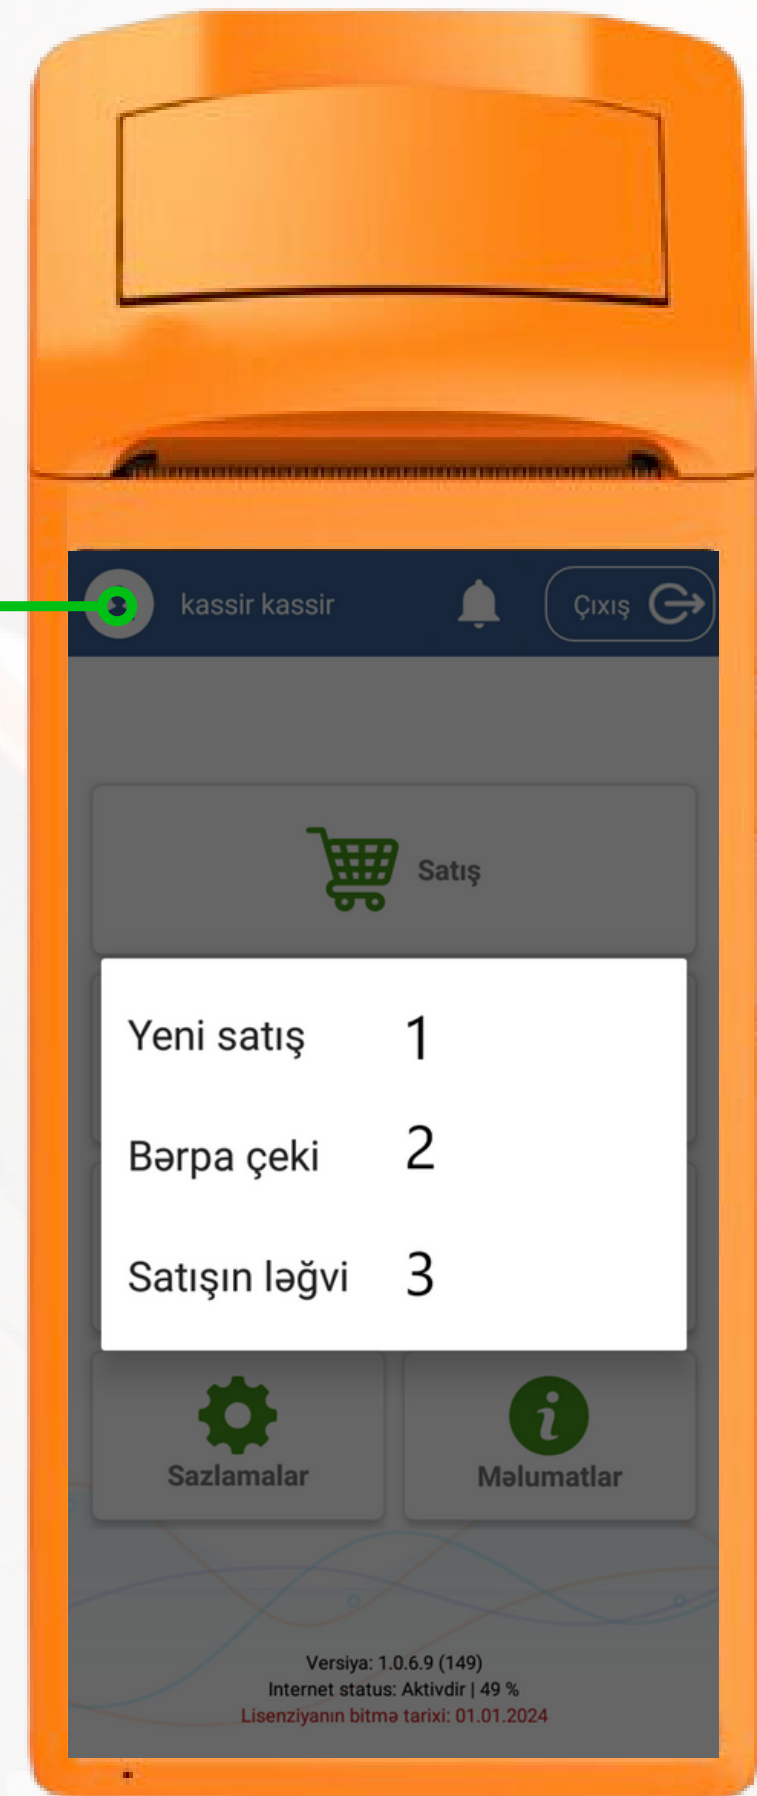 kassir kassir
Çıxış
Satış
Yeni satış 1
Bərpa çeki 2
Satışın ləğvi 3
Sazlamalar
Məlumatlar
Versiya: 1.0.6.9 (149)
Internet status: Aktivdir | 49 %
Lisenziyanın bitmə tarixi: 01.01.2024